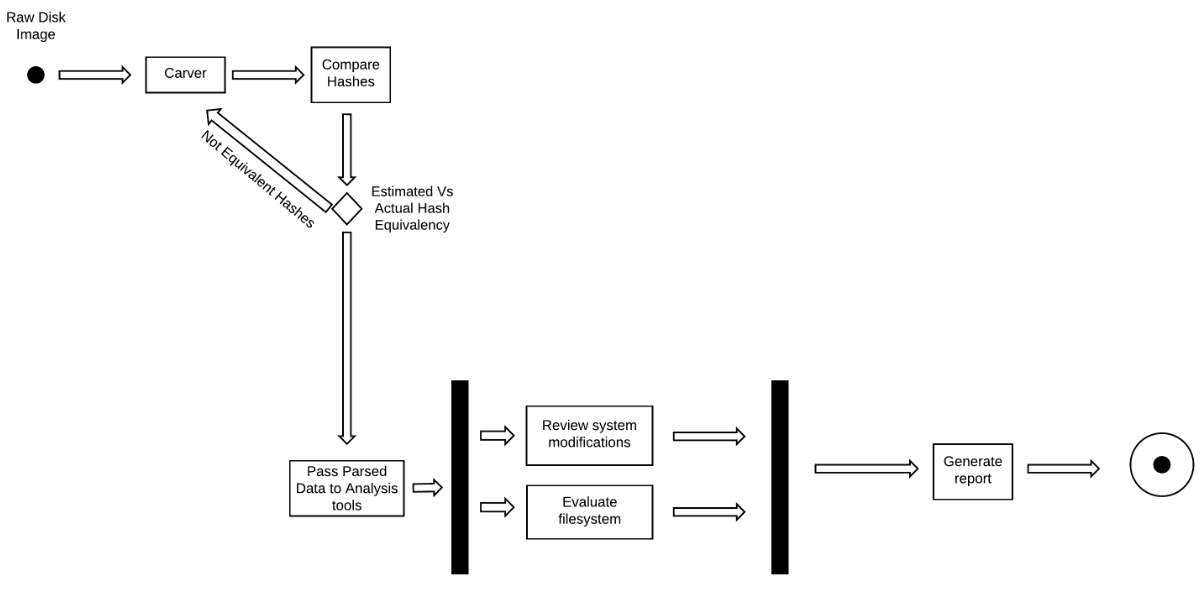 Raw Disk
Image
Carver
Compare
Hashes
Not Equivalent Hashes
Estimated Vs
Actual Hash
Equivalency
Pass Parsed
Data to Analysis
tools
Review system
modifications
Evaluate
filesystem
Generate
report